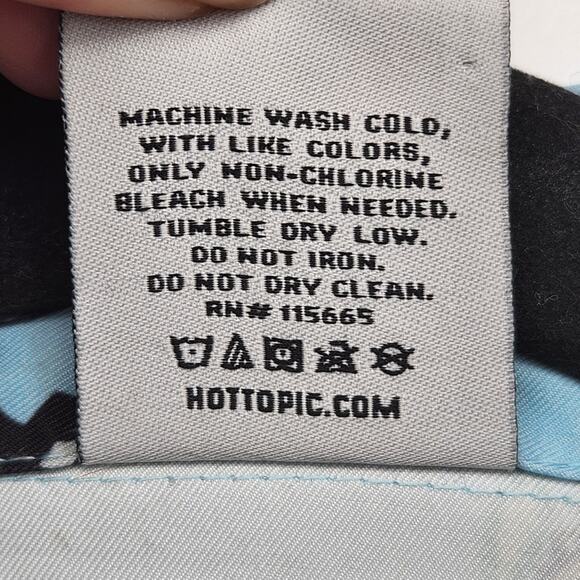 MACHINE WASH COLD,
WITH LIKE COLORS,
ONLY NON-CHLORINE
BLEACH WHEN NEEDED.
TUMBLE DRY LOW.
DO NOT IRON.
DO NOT DRY CLEAN.
RN# 115665
HOTTOPIC.COM